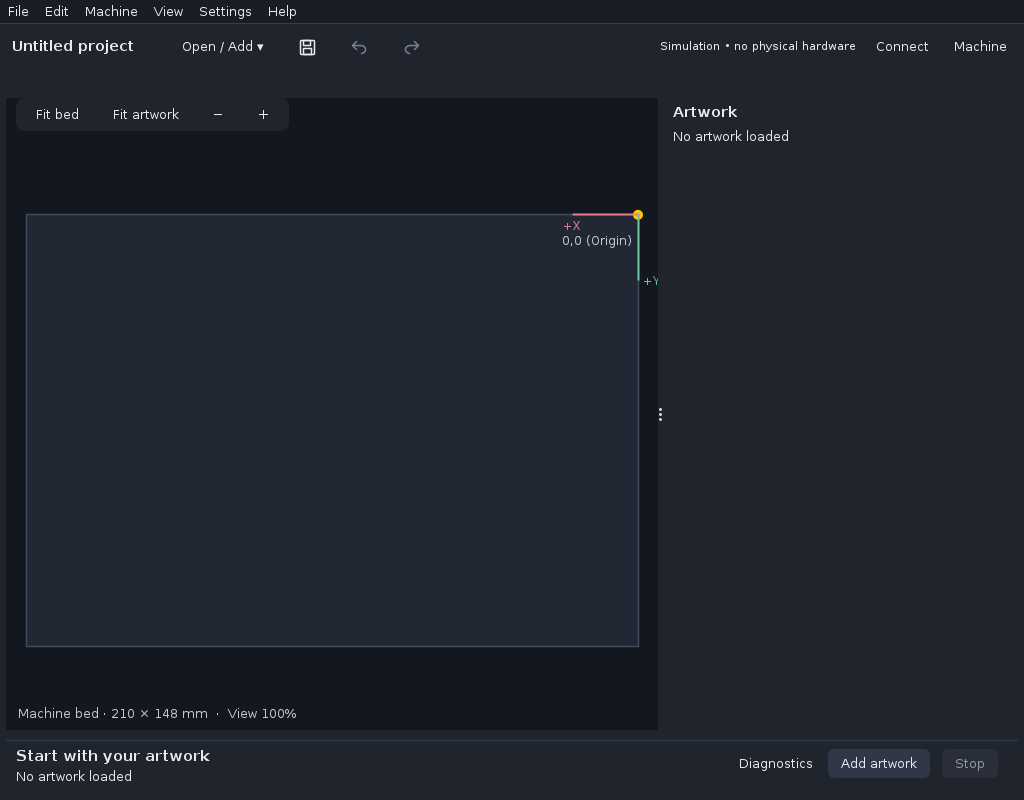 File Edit Machine View Settings Help
Untitled project Open / Add ▾ Simulation • no physical hardware Connect Machine
Fit bed Fit artwork − +
Artwork
No artwork loaded
+X
0,0 (Origin)
+Y
Machine bed · 210 × 148 mm · View 100%
Start with your artwork
No artwork loaded
Diagnostics Add artwork Stop